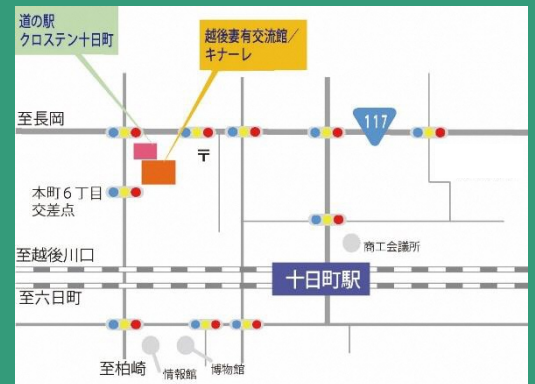 道の駅
クロステン十日町
越後妻有交流館／
キナーレ
至長岡
117
〒
本町6丁目
交差点
商工会議所
至越後川口
十日町駅
至六日町
至柏崎
情報館
博物館